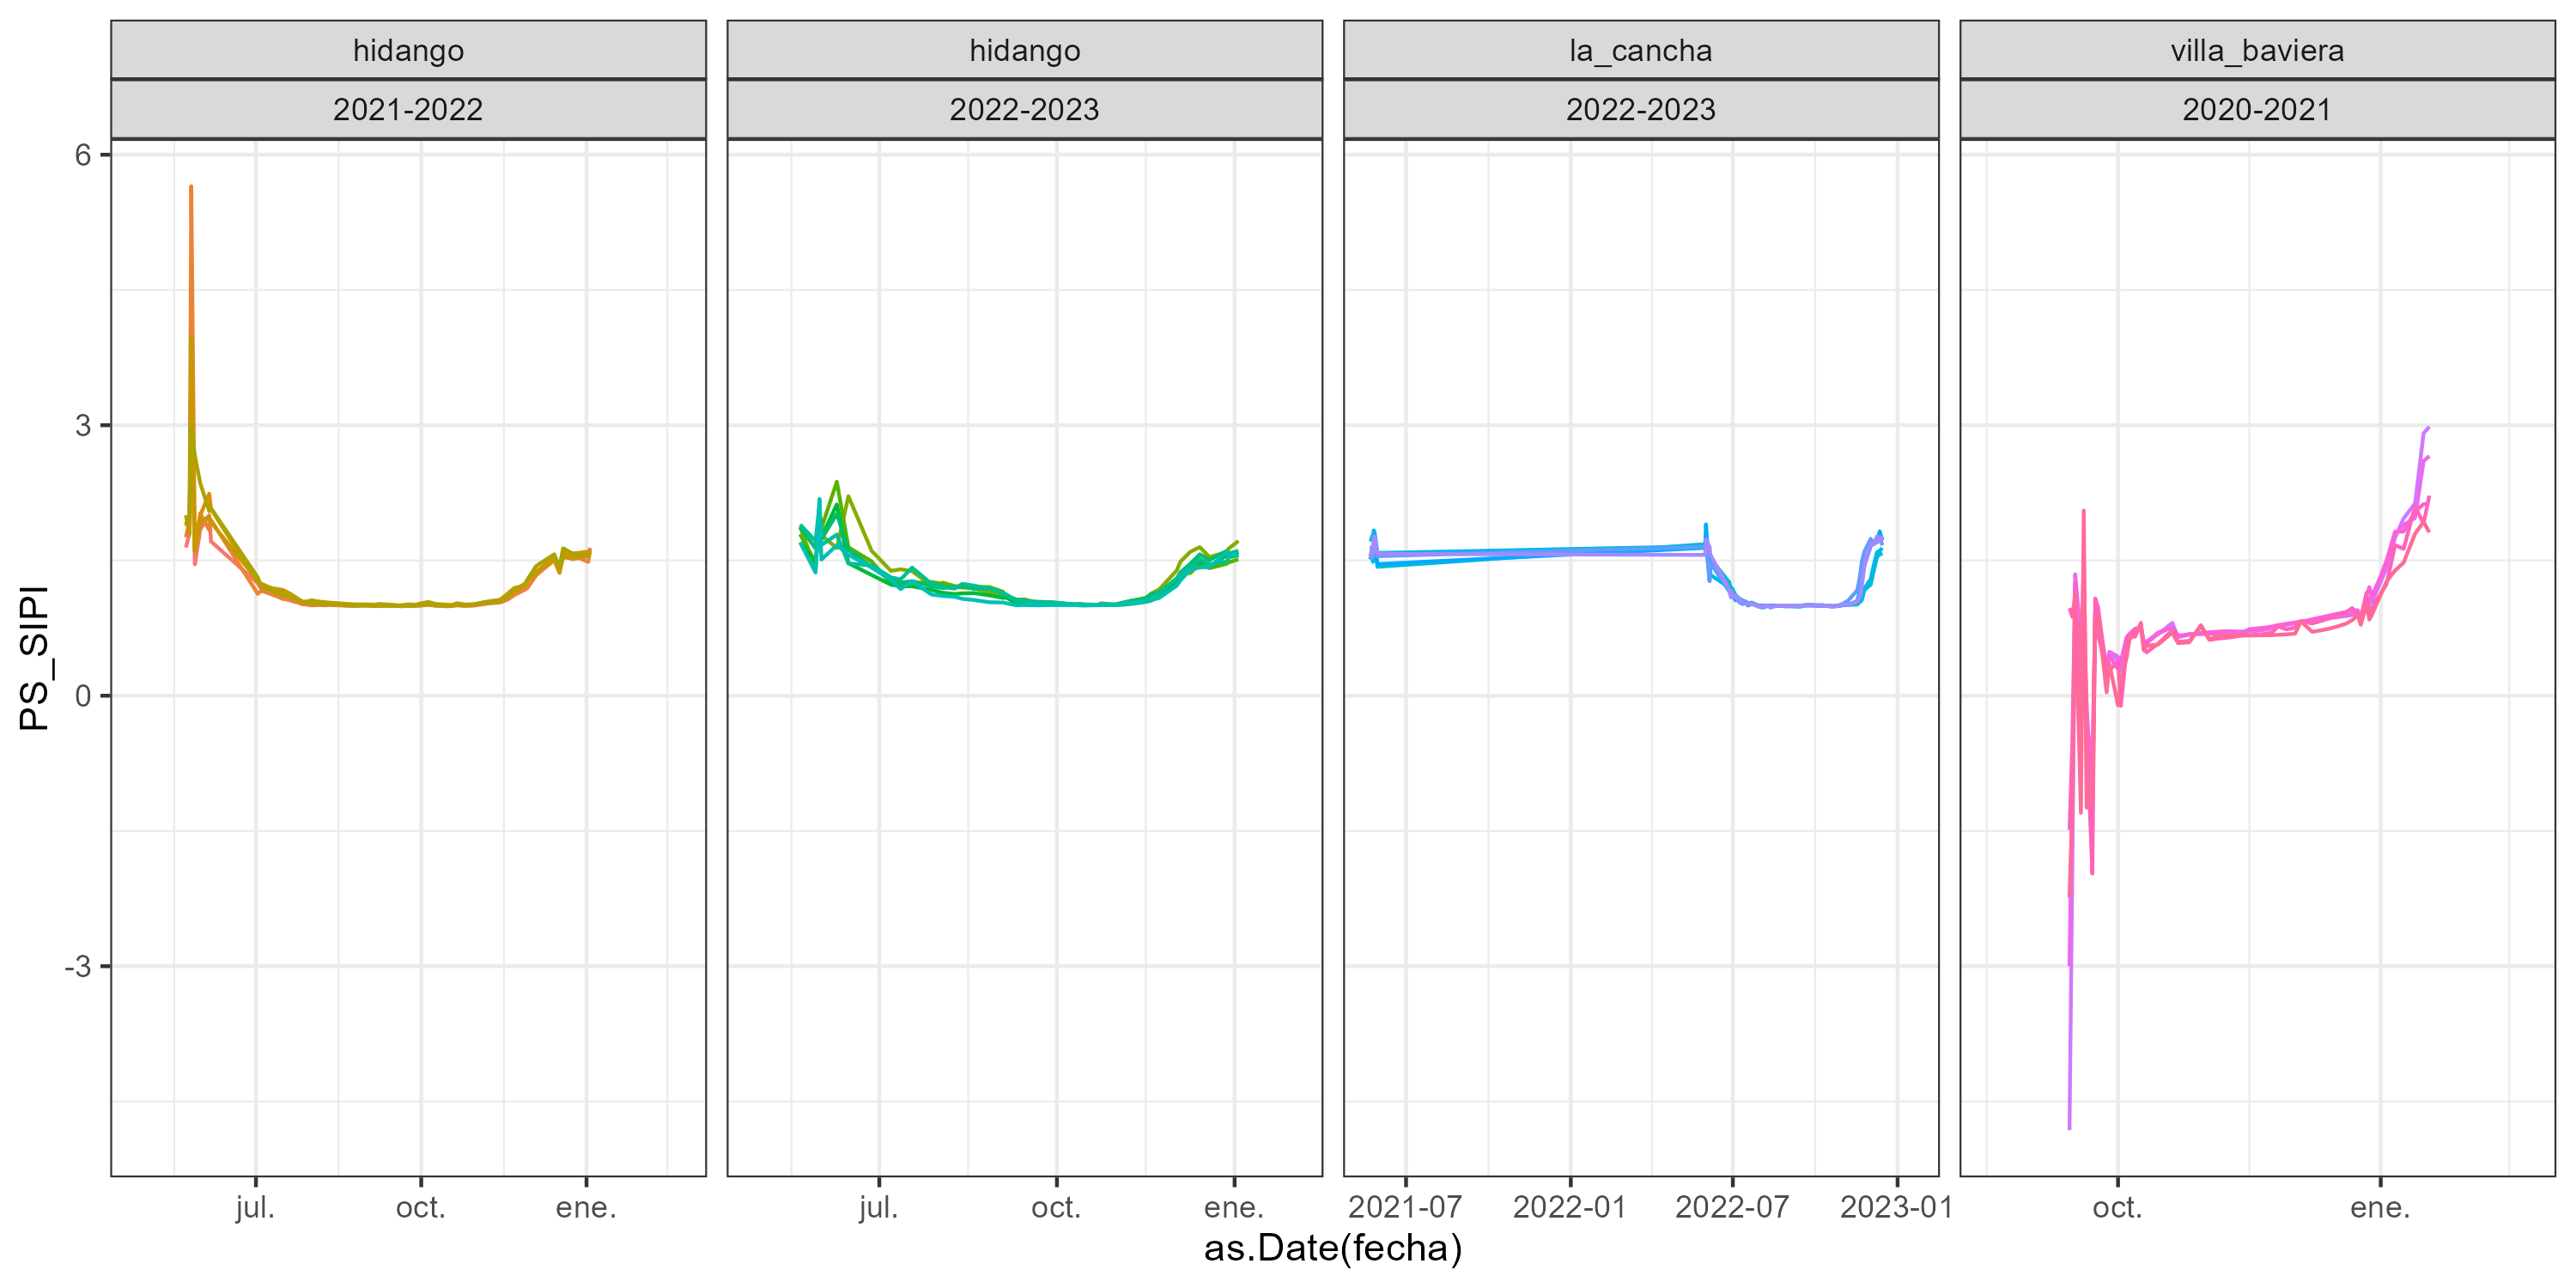 hidango hidango la_cancha villa_baviera
2021-2022 2022-2023 2022-2023 2020-2021
6
3
0
-3
PS_SIPI
jul. oct. ene. jul. oct. ene. 2021-07 2022-01 2022-07 2023-01 oct. ene.
as.Date(fecha)